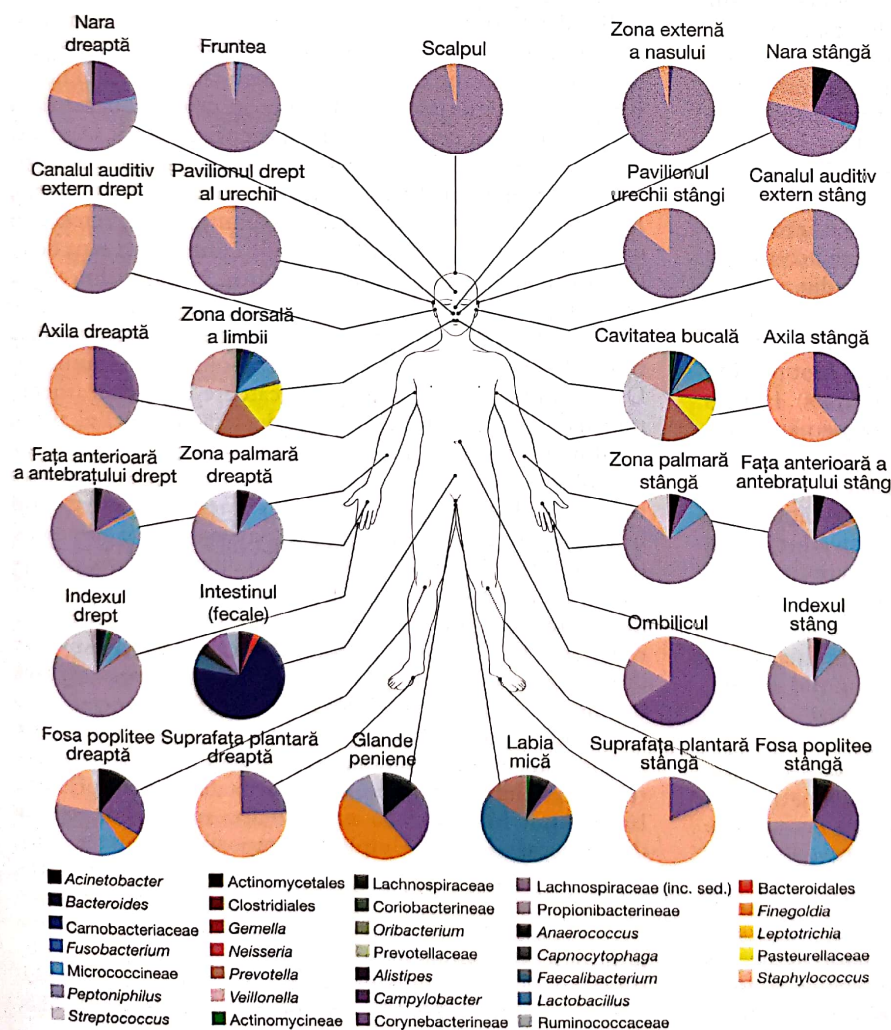 Nara
dreaptă
Fruntea
Scalpul
Zona externă
a nasului
Nara stângă
Canalul auditiv
extern drept
Pavilionul drept
al urechii
Pavilionul
urechii stângi
Canalul auditiv
extern stâng
Axila dreaptă
Zona dorsală
a limbii
Cavitatea bucală
Axila stângă
Fața anterioară
a antebrațului drept
Zona palmară
dreaptă
Zona palmară
stângă
Fața anterioară a
antebrațului stâng
Indexul
drept
Intestinul
(fecale)
Ombilicul
Indexul
stâng
Fosa poplitee
dreaptă
Suprafața plantară
dreaptă
Glande
peniene
Labia
mică
Suprafața plantară
stângă
Fosa poplitee
stângă
Acinetobacter
Bacteroides
Carnobacteriaceae
Fusobacterium
Micrococcineae
Peptoniphilus
Streptococcus
Actinomycetales
Clostridiales
Gemella
Neisseria
Prevotella
Veillonella
Actinomycineae
Lachnospiraceae
Coriobacterineae
Oribacterium
Prevotellaceae
Alistipes
Campylobacter
Corynebacterineae
Lachnospiraceae (inc. sed.)
Propionibacterineae
Anaerococcus
Capnocytophaga
Faecalibacterium
Lactobacillus
Ruminococcaceae
Bacteroidales
Finegoldia
Leptotrichia
Pasteurellaceae
Staphylococcus